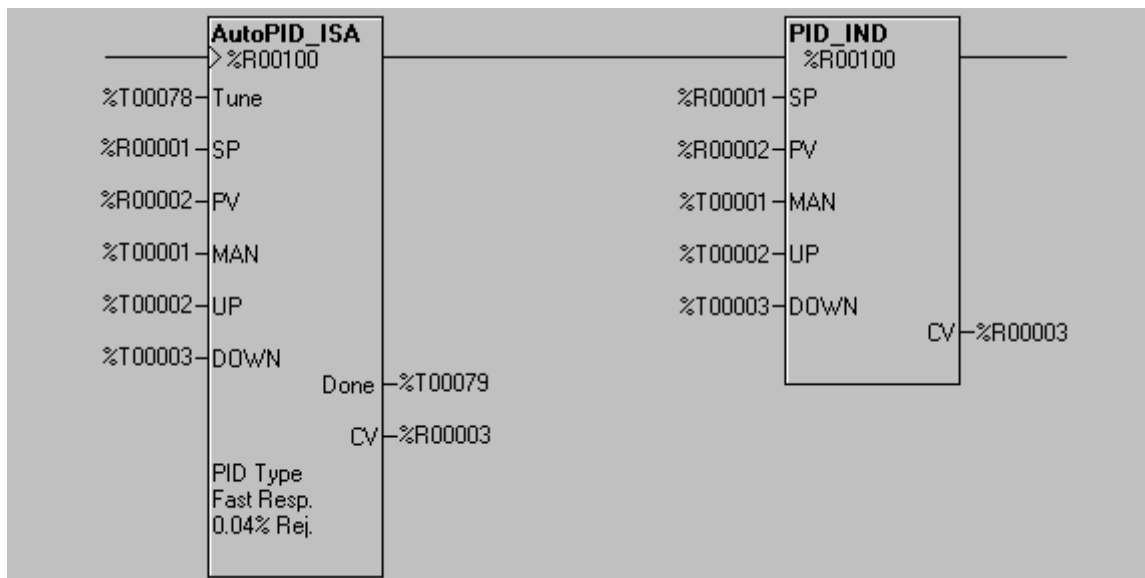 AutoPID_ISA
%R00100
%T00078 Tune
%R00001 SP
%R00002 PV
%T00001 MAN
%T00002 UP
%T00003 DOWN
Done %T00079
CV %R00003
PID Type
Fast Resp.
0.04% Rej.
PID_IND
%R00100
%R00001 SP
%R00002 PV
%T00001 MAN
%T00002 UP
%T00003 DOWN
CV %R00003